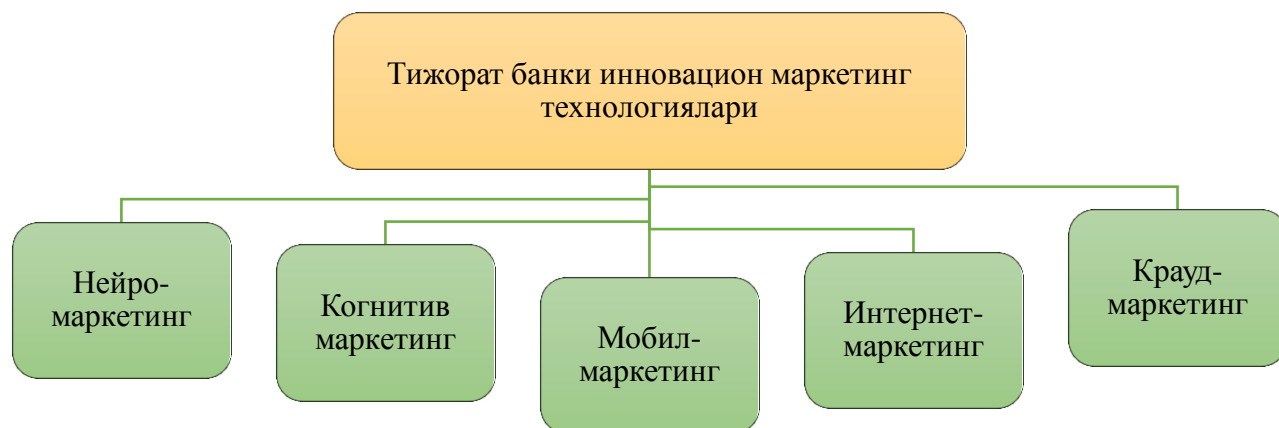 Тижорат банки инновацион маркетинг
технологиялари
Нейро-
маркетинг
Когнитив
маркетинг
Мобил-
маркетинг
Интернет-
маркетинг
Крауд-
маркетинг